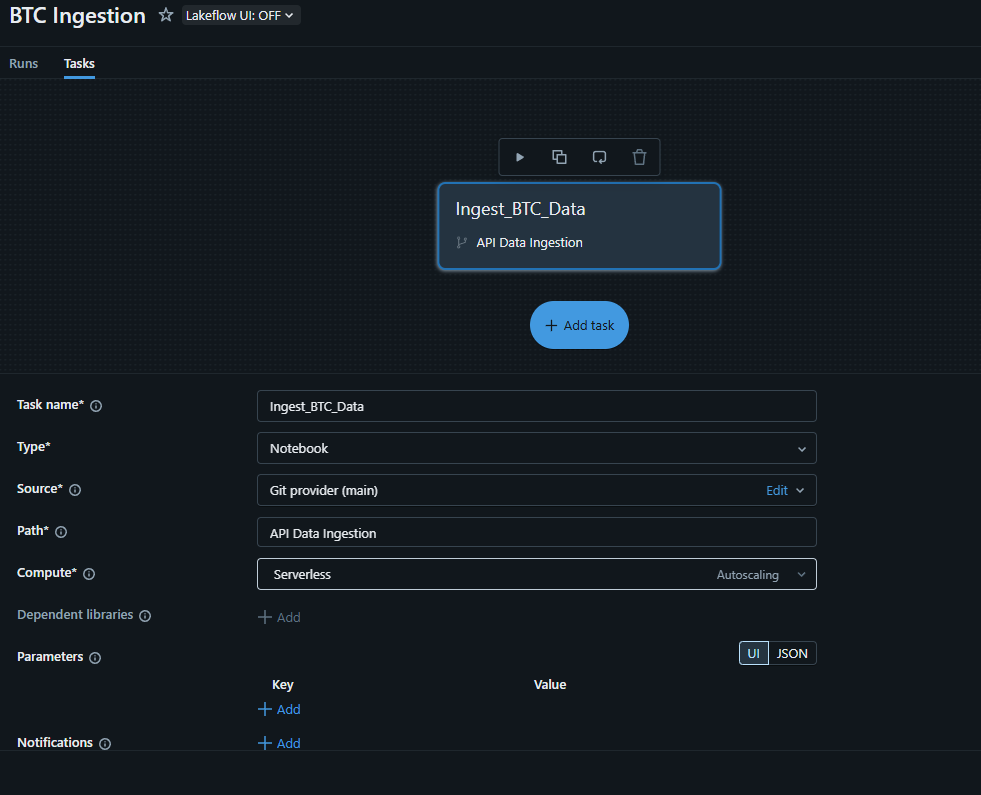 BTC Ingestion Lakeflow UI: OFF
Runs Tasks
Ingest_BTC_Data
API Data Ingestion
+ Add task
Task name* Ingest_BTC_Data
Type* Notebook
Source* Git provider (main) Edit
Path* API Data Ingestion
Compute* Serverless Autoscaling
Dependent libraries + Add
Parameters UI JSON
Key Value
+ Add
Notifications + Add